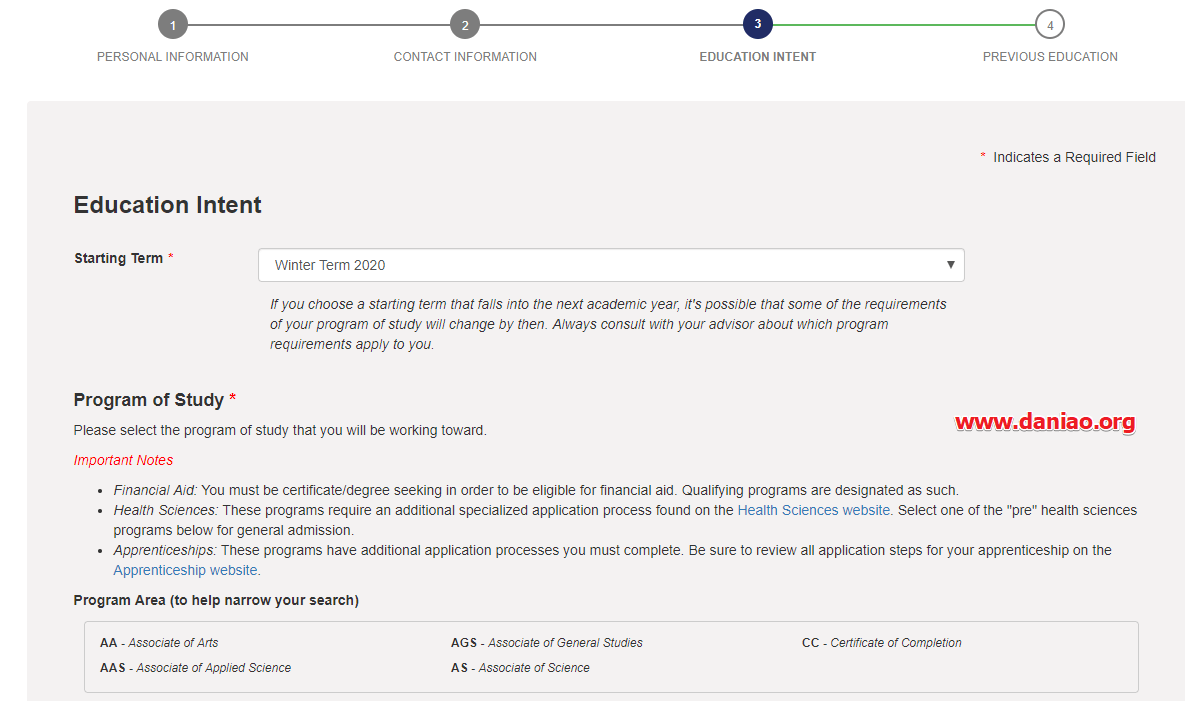 1
2
3
4
PERSONAL INFORMATION
CONTACT INFORMATION
EDUCATION INTENT
PREVIOUS EDUCATION
* Indicates a Required Field
Education Intent
Starting Term *
Winter Term 2020
If you choose a starting term that falls into the next academic year, it's possible that some of the requirements
of your program of study will change by then. Always consult with your advisor about which program
requirements apply to you.
Program of Study *
www.daniao.org
Please select the program of study that you will be working toward.
Important Notes
• Financial Aid: You must be certificate/degree seeking in order to be eligible for financial aid. Qualifying programs are designated as such.
• Health Sciences: These programs require an additional specialized application process found on the Health Sciences website. Select one of the "pre" health sciences
programs below for general admission.
• Apprenticeships: These programs have additional application processes you must complete. Be sure to review all application steps for your apprenticeship on the
Apprenticeship website.
Program Area (to help narrow your search)
AA - Associate of Arts
AGS - Associate of General Studies
CC - Certificate of Completion
AAS - Associate of Applied Science
AS - Associate of Science